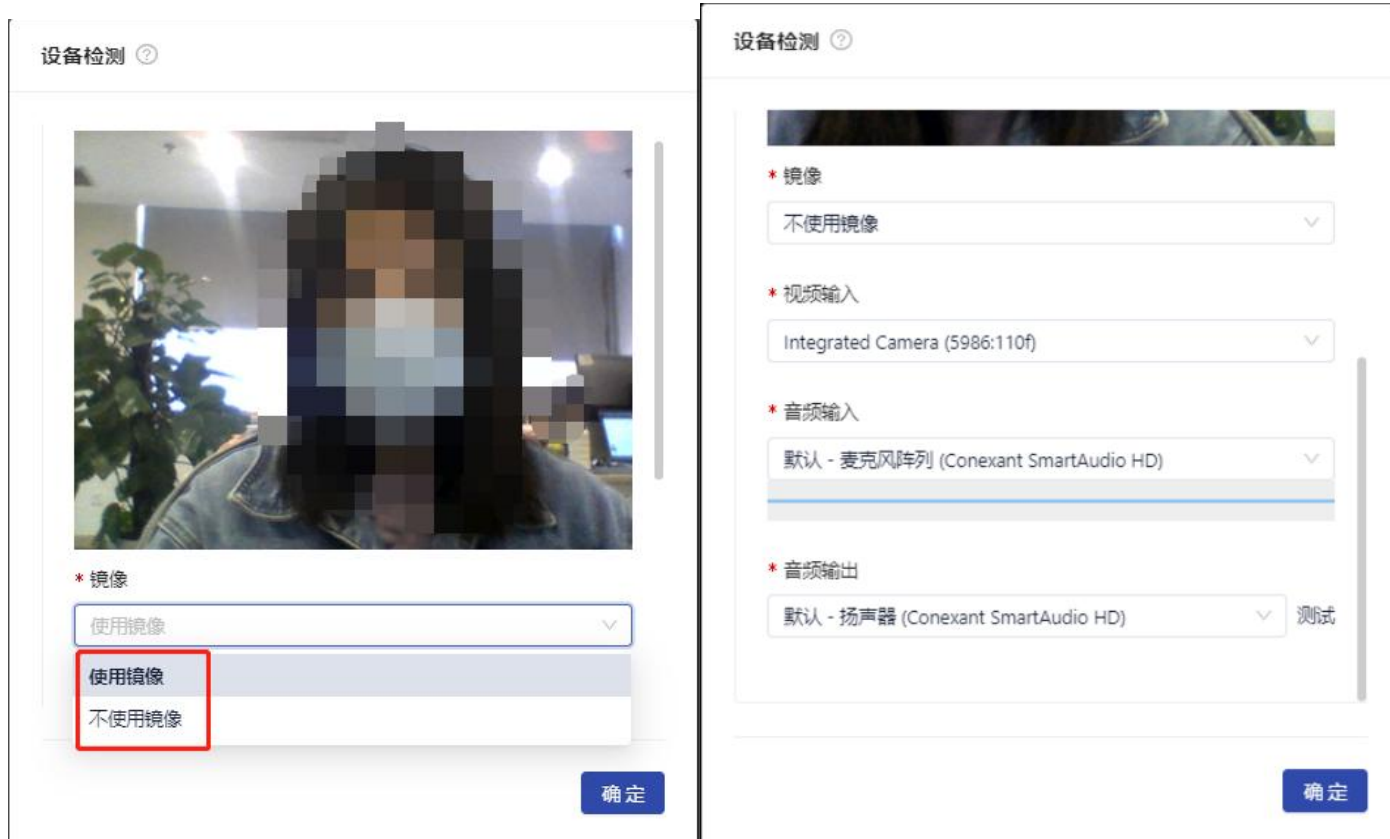 设备检测
* 镜像
使用镜像
使用镜像
不使用镜像
确定
设备检测
* 镜像
不使用镜像
* 视频输入
Integrated Camera (5986:110f)
* 音频输入
默认 - 麦克风阵列 (Conexant SmartAudio HD)
* 音频输出
默认 - 扬声器 (Conexant SmartAudio HD) 测试
确定